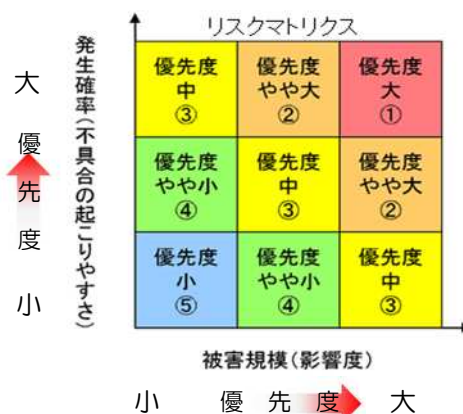 リスクマトリクス
大
優
先
度
小
発生確率(不具合の起こりやすさ)
優先度
中
③
優先度
やや大
②
優先度
大
①
優先度
やや小
④
優先度
中
③
優先度
やや大
②
優先度
小
⑤
優先度
やや小
④
優先度
中
③
被害規模(影響度)
小 優 先 度 大